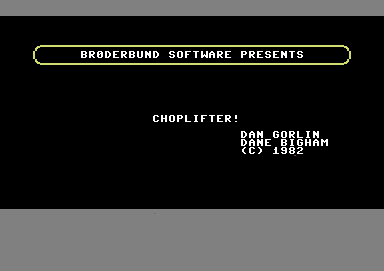 BRØDERBUND SOFTWARE PRESENTS
CHOPLIFTER!
DAN GORLIN
DANE BIGHAM
(C) 1982